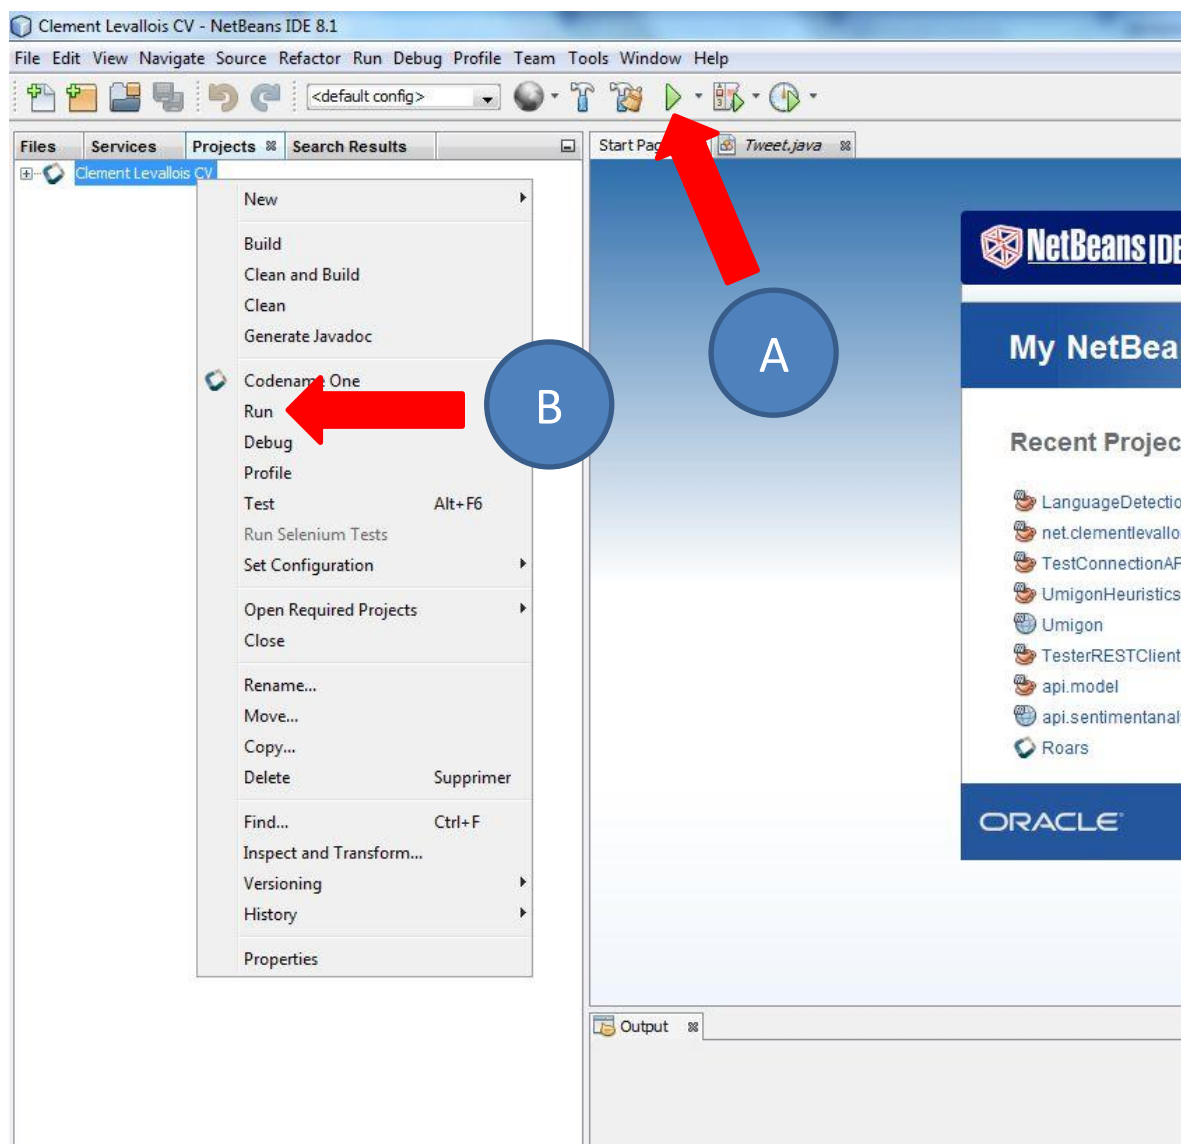 Clement Levallois CV - NetBeans IDE 8.1
File Edit View Navigate Source Refactor Run Debug Profile Team Tools Window Help
<default config>
Files Services Projects Search Results
Start Pag Tweet.java
Clement Levallois CV
New
Build
Clean and Build
Clean
Generate Javadoc
Codename One
Run
Debug
Profile
Test Alt+F6
Run Selenium Tests
Set Configuration
Open Required Projects
Close
Rename...
Move...
Copy...
Delete Supprimer
Find... Ctrl+F
Inspect and Transform...
Versioning
History
Properties
A
B
NetBeans IDE
My NetBea
Recent Projec
LanguageDetectio
net.clementlevallo
TestConnectionAP
UmigonHeuristics
Umigon
TesterRESTClient
api.model
api.sentimentanal
Roars
ORACLE
Output